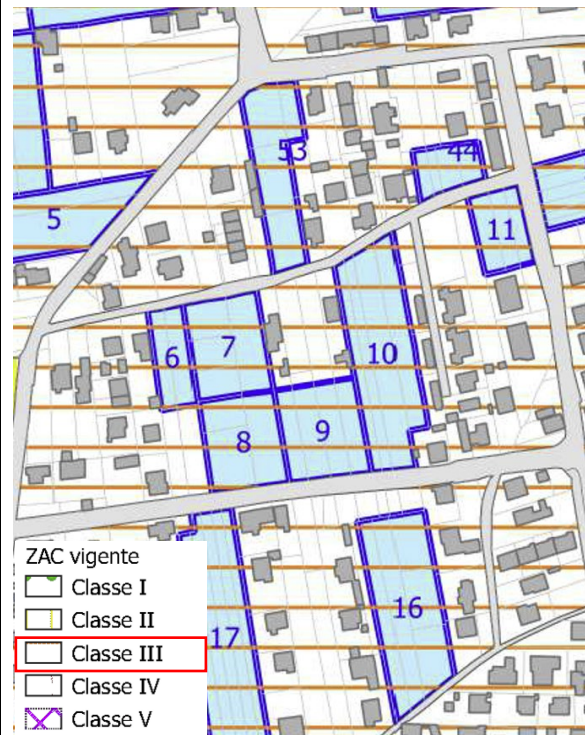 53
44
5
11
6
7
10
8
9
16
17
ZAC vigente
Classe I
Classe II
Classe III
Classe IV
Classe V